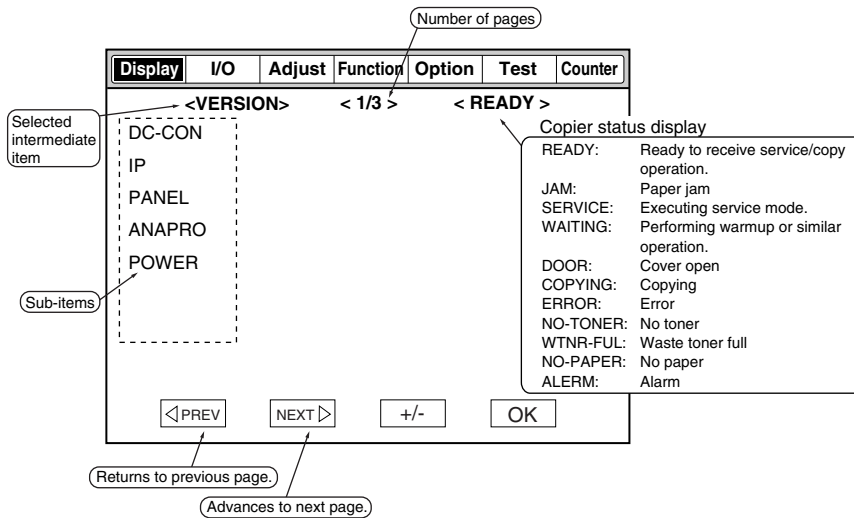 Number of pages
Display I/O Adjust Function Option Test Counter
<VERSION> < 1/3 > < READY >
Selected
intermediate
item
DC-CON
IP
PANEL
ANAPRO
POWER
Sub-items
Copier status display
READY: Ready to receive service/copy
operation.
JAM: Paper jam
SERVICE: Executing service mode.
WAITING: Performing warmup or similar
operation.
DOOR: Cover open
COPYING: Copying
ERROR: Error
NO-TONER: No toner
WTNR-FUL: Waste toner full
NO-PAPER: No paper
ALERM: Alarm
PREV NEXT +/- OK
Returns to previous page.
Advances to next page.